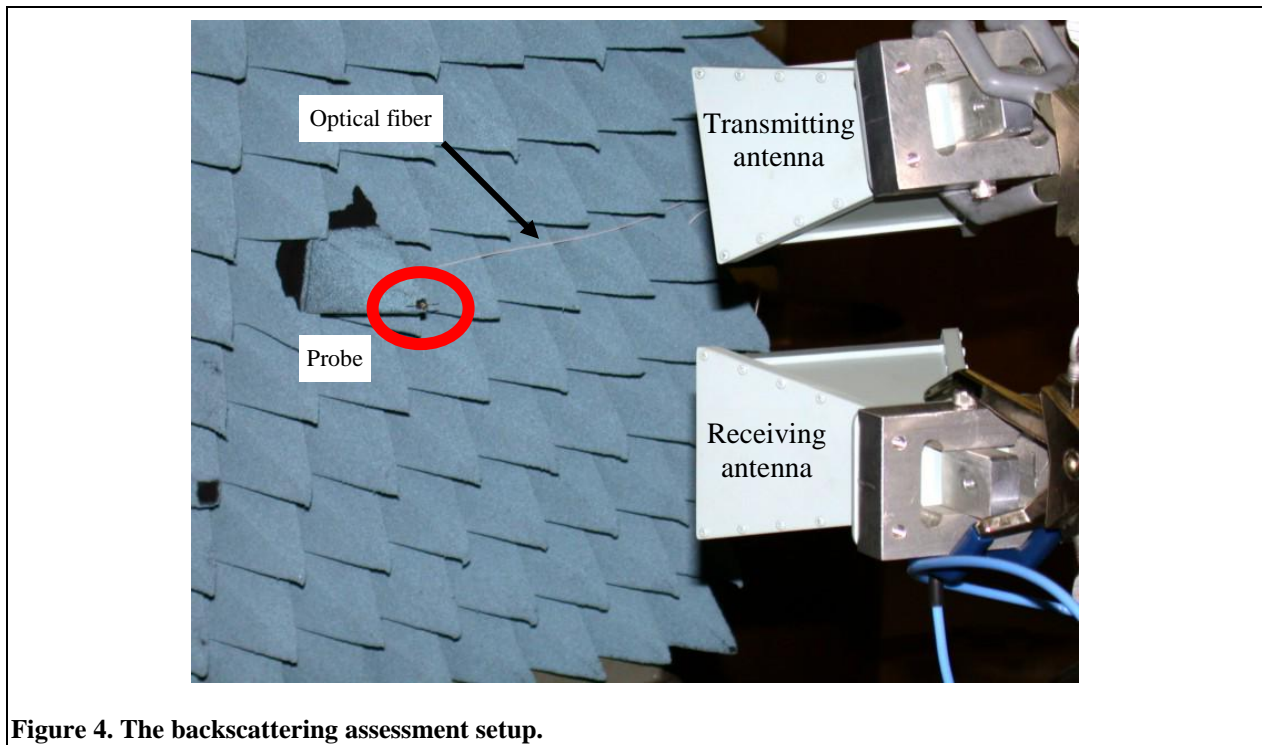 Optical fiber
Transmitting
antenna
Probe
Receiving
antenna
Figure 4. The backscattering assessment setup.